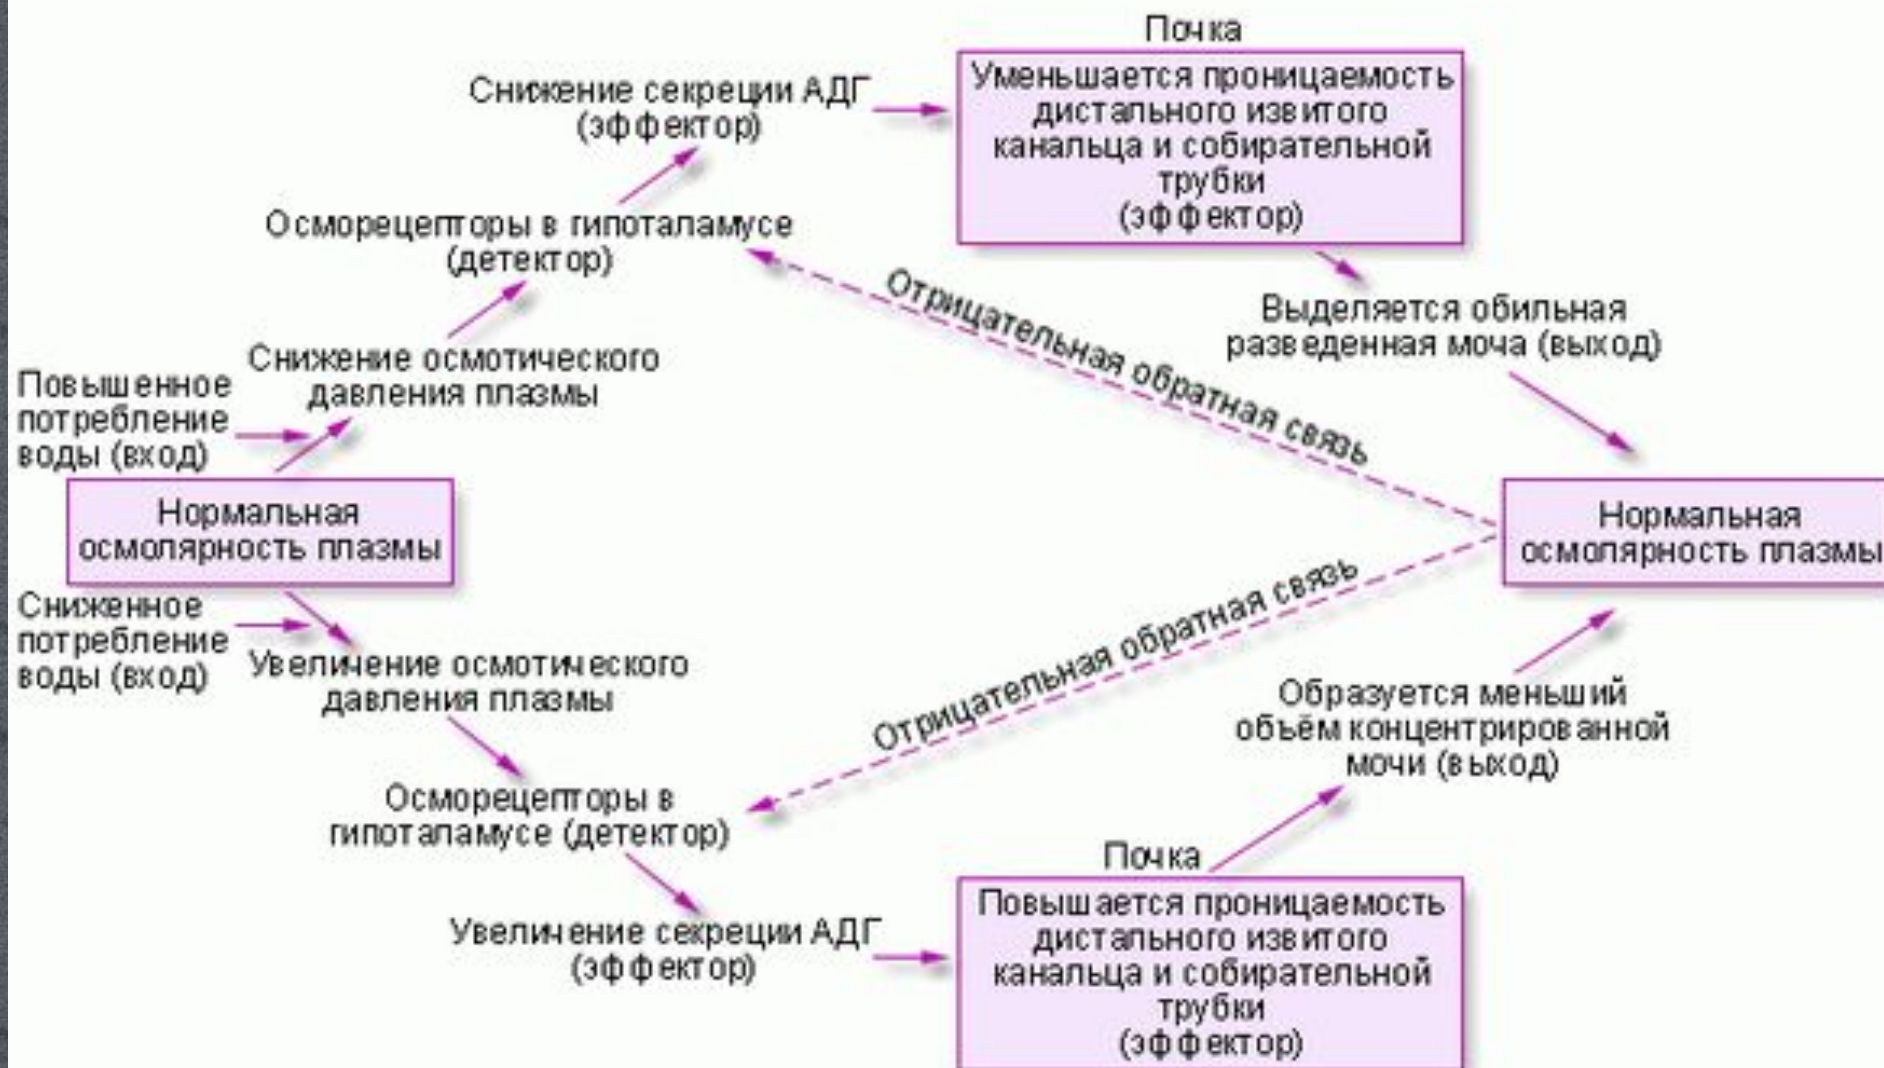 Почка
Снижение секреции АДГ
(эффектор)
Уменьшается проницаемость
дистального извитого
канальца и собирательной
трубки
(эффектор)
Осморецепторы в гипоталамусе
(детектор)
Отрицательная обратная связь
Выделяется обильная
разведенная моча (выход)
Снижение осмотического
давления плазмы
Повышенное
потребление
воды (вход)
Нормальная
осмолярность плазмы
Нормальная
осмолярность плазмы
Сниженное
потребление
воды (вход)
Увеличение осмотического
давления плазмы
Отрицательная обратная связь
Образуется меньший
объём концентрированной
мочи (выход)
Осморецепторы в
гипоталамусе (детектор)
Почка
Увеличение секреции АДГ
(эффектор)
Повышается проницаемость
дистального извитого
канальца и собирательной
трубки
(эффектор)